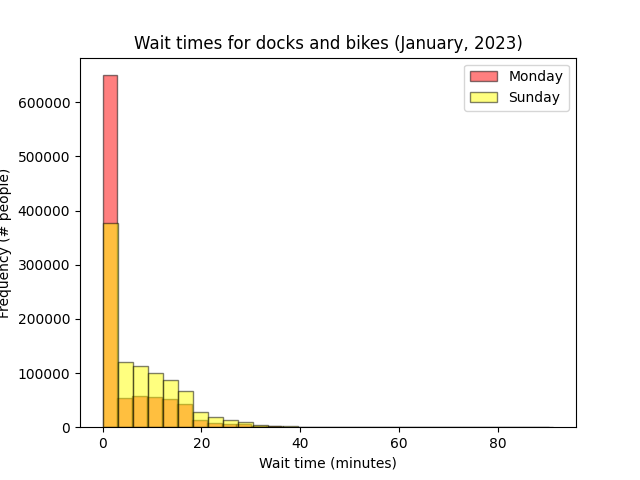 Wait times for docks and bikes (January, 2023)
Monday
Sunday
Frequency (# people)
600000
500000
400000
300000
200000
100000
0
0 20 40 60 80
Wait time (minutes)